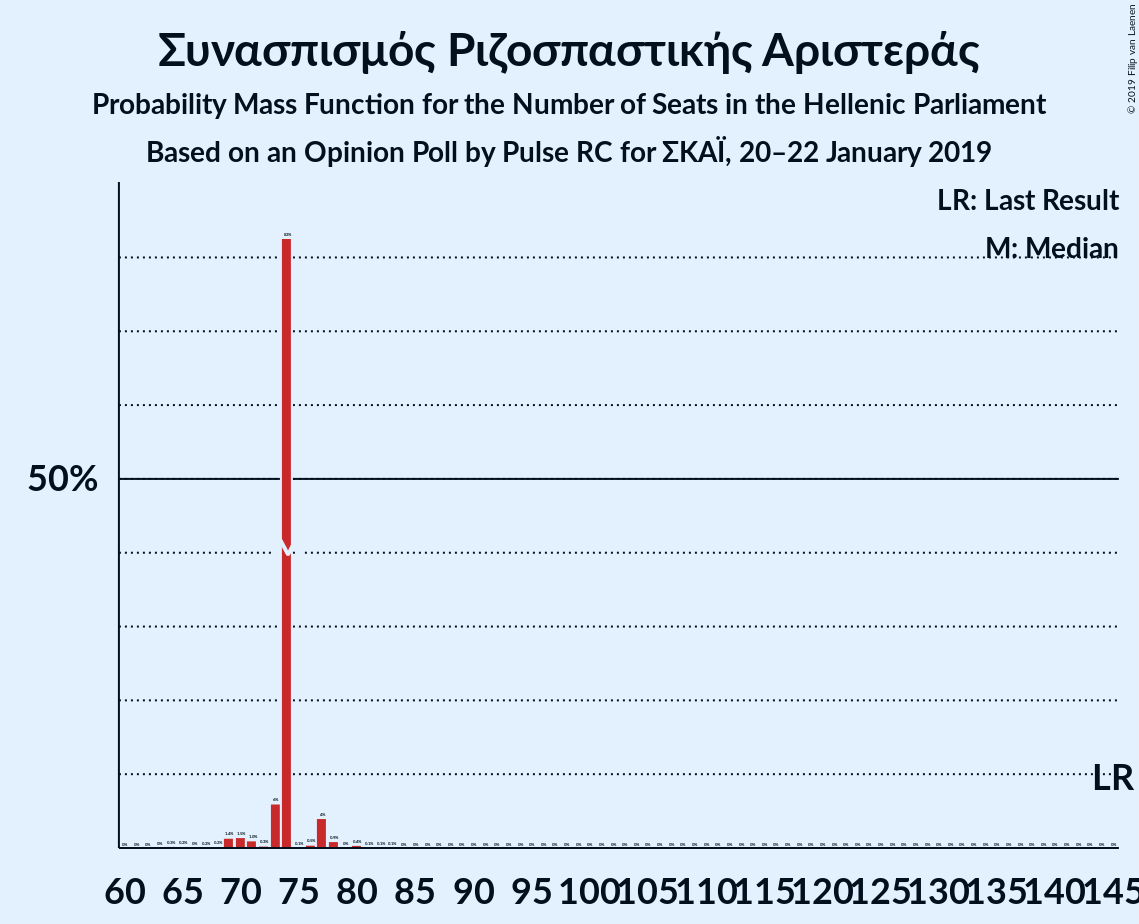 Συνασπισμός Ριζοσπαστικής Αριστεράς
Probability Mass Function for the Number of Seats in the Hellenic Parliament
Based on an Opinion Poll by Pulse RC for ΣΚΑΪ, 20–22 January 2019
© 2019 Filip van Laenen
LR: Last Result
M: Median
50%
LR
60 65 70 75 80 85 90 95 100 105 110 115 120 125 130 135 140 145